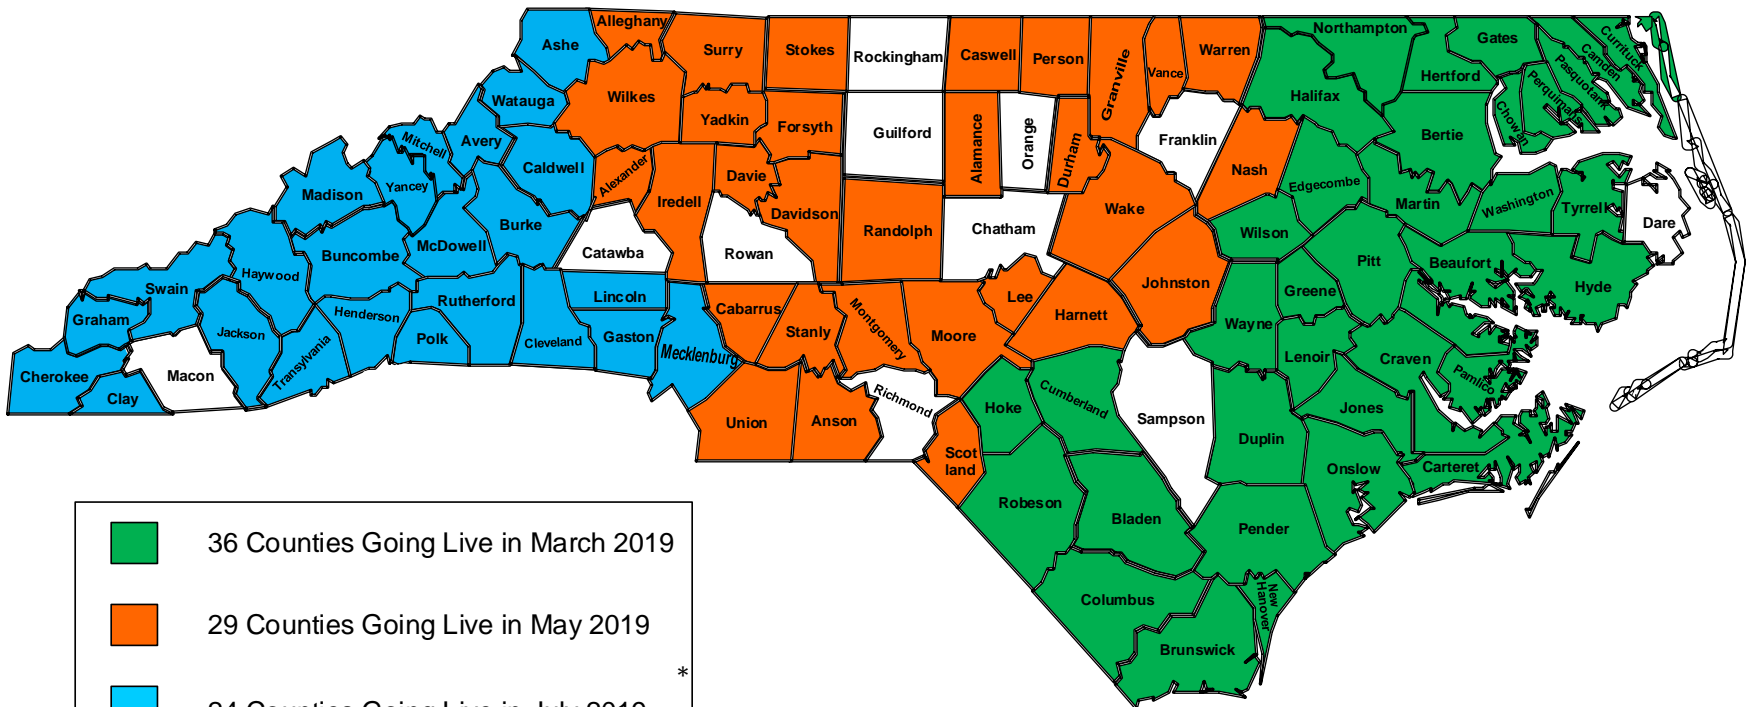 Alleghany
Ashe
Surry
Stokes
Rockingham
Caswell
Person
Granville
Vance
Warren
Northampton
Gates
Currituck
Camden
Pasquotank
Perquimans
Chowan
Hertford
Halifax
Bertie
Watauga
Wilkes
Yadkin
Forsyth
Guilford
Alamance
Orange
Durham
Franklin
Nash
Edgecombe
Martin
Washington
Tyrrell
Dare
Mitchell
Avery
Caldwell
Alexander
Davie
Iredell
Davidson
Randolph
Chatham
Wake
Wilson
Madison
Yancey
Burke
McDowell
Buncombe
Catawba
Rowan
Haywood
Swain
Graham
Jackson
Henderson
Rutherford
Polk
Cleveland
Lincoln
Gaston
Mecklenburg
Cabarrus
Stanly
Montgomery
Moore
Lee
Harnett
Johnston
Wayne
Greene
Pitt
Beaufort
Hyde
Lenoir
Craven
Pamlico
Cherokee
Clay
Macon
Transylvania
Union
Anson
Richmond
Scot
land
Hoke
Cumberland
Sampson
Duplin
Jones
Onslow
Carteret
Robeson
Bladen
Pender
Columbus
New
Hanover
Brunswick
36 Counties Going Live in March 2019
29 Counties Going Live in May 2019
*
Counties Going Live in July 2019